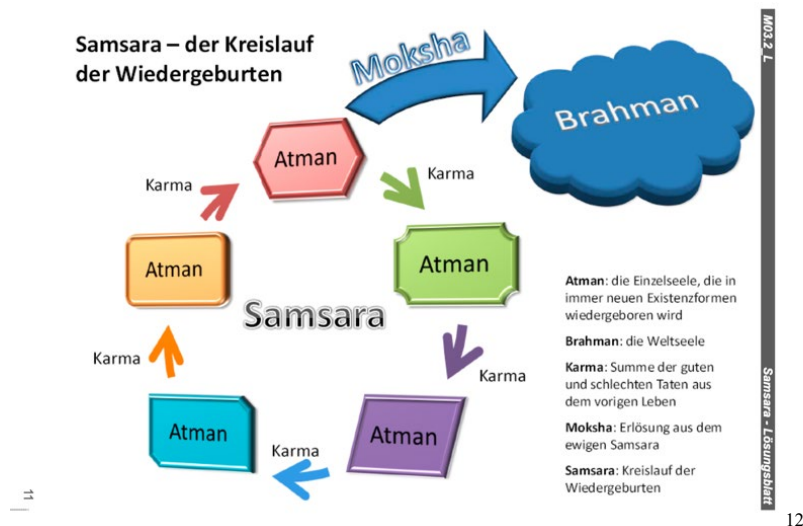 Samsara – der Kreislauf
der Wiedergeburten
Moksha
Brahman
Atman
Karma
Karma
Atman
Atman
Samsara
Karma
Karma
Atman
Atman
Karma
Atman: die Einzelseele, die in
immer neuen Existenzformen
wiedergeboren wird
Brahman: die Weltseele
Karma: Summe der guten
und schlechten Taten aus
dem vorigen Leben
Moksha: Erlösung aus dem
ewigen Samsara
Samsara: Kreislauf der
Wiedergeburten
M03.2_L
Samsara - Lösungsblatt
11
12